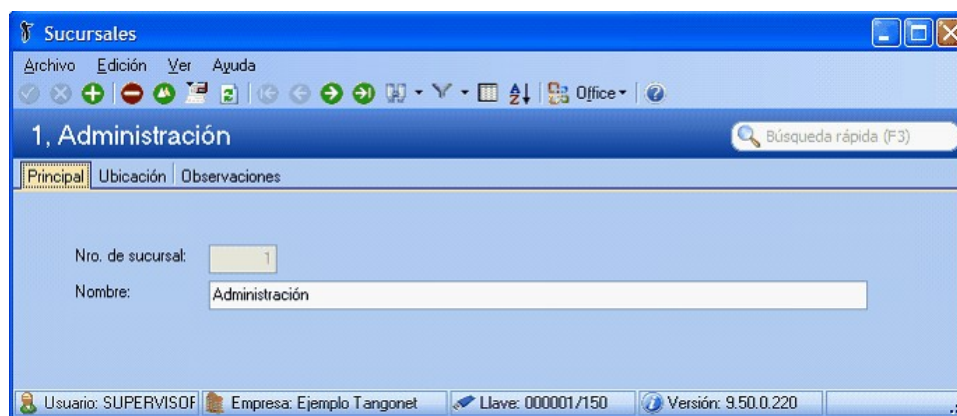 Sucursales
Archivo Edición Ver Ayuda
Office
1, Administración
Búsqueda rápida (F3)
Principal Ubicación Observaciones
Nro. de sucursal: 1
Nombre: Administración
Usuario: SUPERVISOR Empresa: Ejemplo Tangonet Llave: 000001/150 Versión: 9.50.0.220